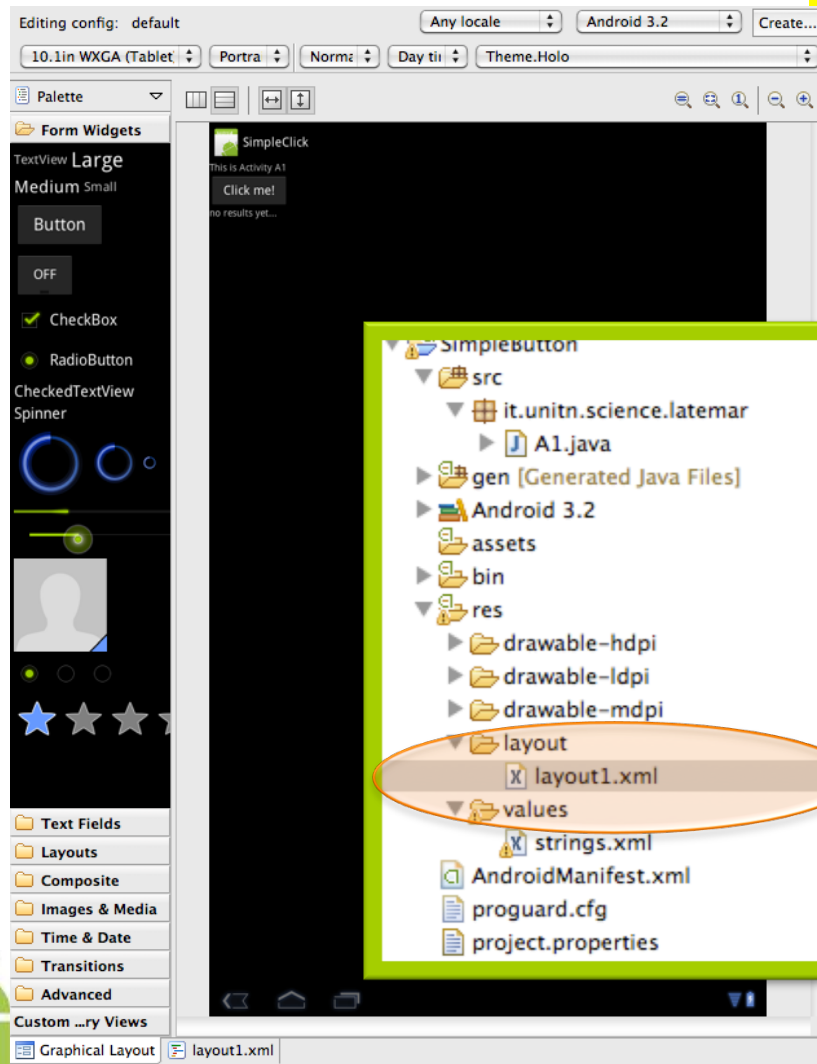 Editing config: default
Any locale
Android 3.2
Create...
10.1in WXGA (Tablet
Portra
Norma
Day tii
Theme.Holo
Palette
Form Widgets
TextView Large
Medium Small
Button
OFF
CheckBox
RadioButton
CheckedTextView
Spinner
Text Fields
Layouts
Composite
Images & Media
Time & Date
Transitions
Advanced
Custom ...ry Views
SimpleClick
This is Activity A1
Click me!
no results yet...
SimpleButton
src
it.unitn.science.latemar
A1.java
gen [Generated Java Files]
Android 3.2
assets
bin
res
drawable-hdpi
drawable-ldpi
drawable-mdpi
layout
layout1.xml
values
strings.xml
AndroidManifest.xml
proguard.cfg
project.properties
Graphical Layout
layout1.xml